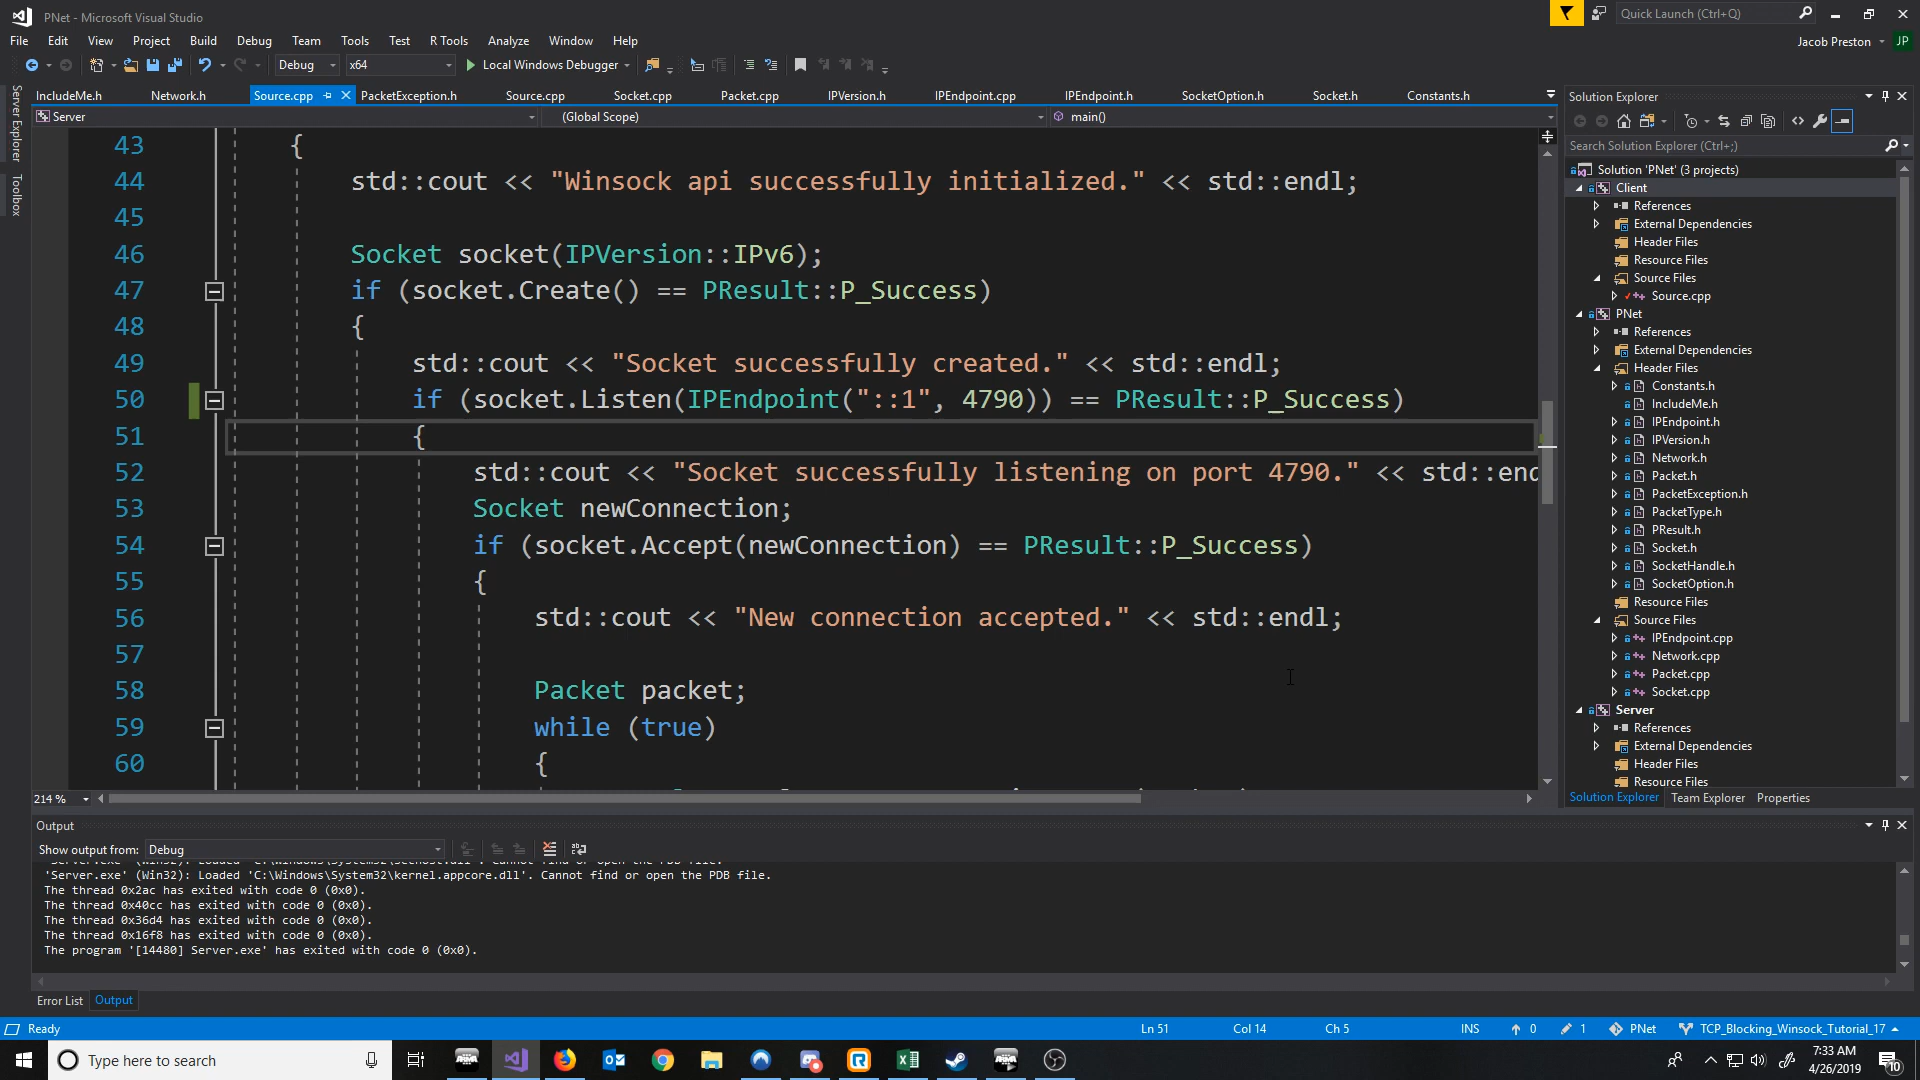 PNet - Microsoft Visual Studio
Quick Launch (Ctrl+Q)
File Edit View Project Build Debug Team Tools Test R Tools Analyze Window Help
Jacob Preston JP
Debug x64 Local Windows Debugger
Server Explorer
Toolbox
IncludeMe.h Network.h Source.cpp PacketException.h Source.cpp Socket.cpp Packet.cpp IPVersion.h IPEndpoint.cpp IPEndpoint.h SocketOption.h Socket.h Constants.h
Server (Global Scope) main()
43 {
44 std::cout << "Winsock api successfully initialized." << std::endl;
45
46 Socket socket(IPVersion::IPv6);
47 if (socket.Create() == PResult::P_Success)
48 {
49 std::cout << "Socket successfully created." << std::endl;
50 if (socket.Listen(IPEndpoint("::1", 4790)) == PResult::P_Success)
51 {
52 std::cout << "Socket successfully listening on port 4790." << std::end
53 Socket newConnection;
54 if (socket.Accept(newConnection) == PResult::P_Success)
55 {
56 std::cout << "New connection accepted." << std::endl;
57
58 Packet packet;
59 while (true)
60 {
214 %
Solution Explorer
Search Solution Explorer (Ctrl+;)
Solution 'PNet' (3 projects)
Client
References
External Dependencies
Header Files
Resource Files
Source Files
Source.cpp
PNet
References
External Dependencies
Header Files
Constants.h
IncludeMe.h
IPEndpoint.h
IPVersion.h
Network.h
Packet.h
PacketException.h
PacketType.h
PResult.h
Socket.h
SocketHandle.h
SocketOption.h
Resource Files
Source Files
IPEndpoint.cpp
Network.cpp
Packet.cpp
Socket.cpp
Server
References
External Dependencies
Header Files
Resource Files
Solution Explorer Team Explorer Properties
Output
Show output from: Debug
'Server.exe' (Win32): Loaded 'C:\Windows\System32\kernel.appcore.dll'. Cannot find or open the PDB file.
The thread 0x2ac has exited with code 0 (0x0).
The thread 0x40cc has exited with code 0 (0x0).
The thread 0x36d4 has exited with code 0 (0x0).
The thread 0x16f8 has exited with code 0 (0x0).
The program '[14480] Server.exe' has exited with code 0 (0x0).
Error List Output
Ready Ln 51 Col 14 Ch 5 INS 0 1 PNet TCP_Blocking_Winsock_Tutorial_17
Type here to search
7:33 AM
4/26/2019
10